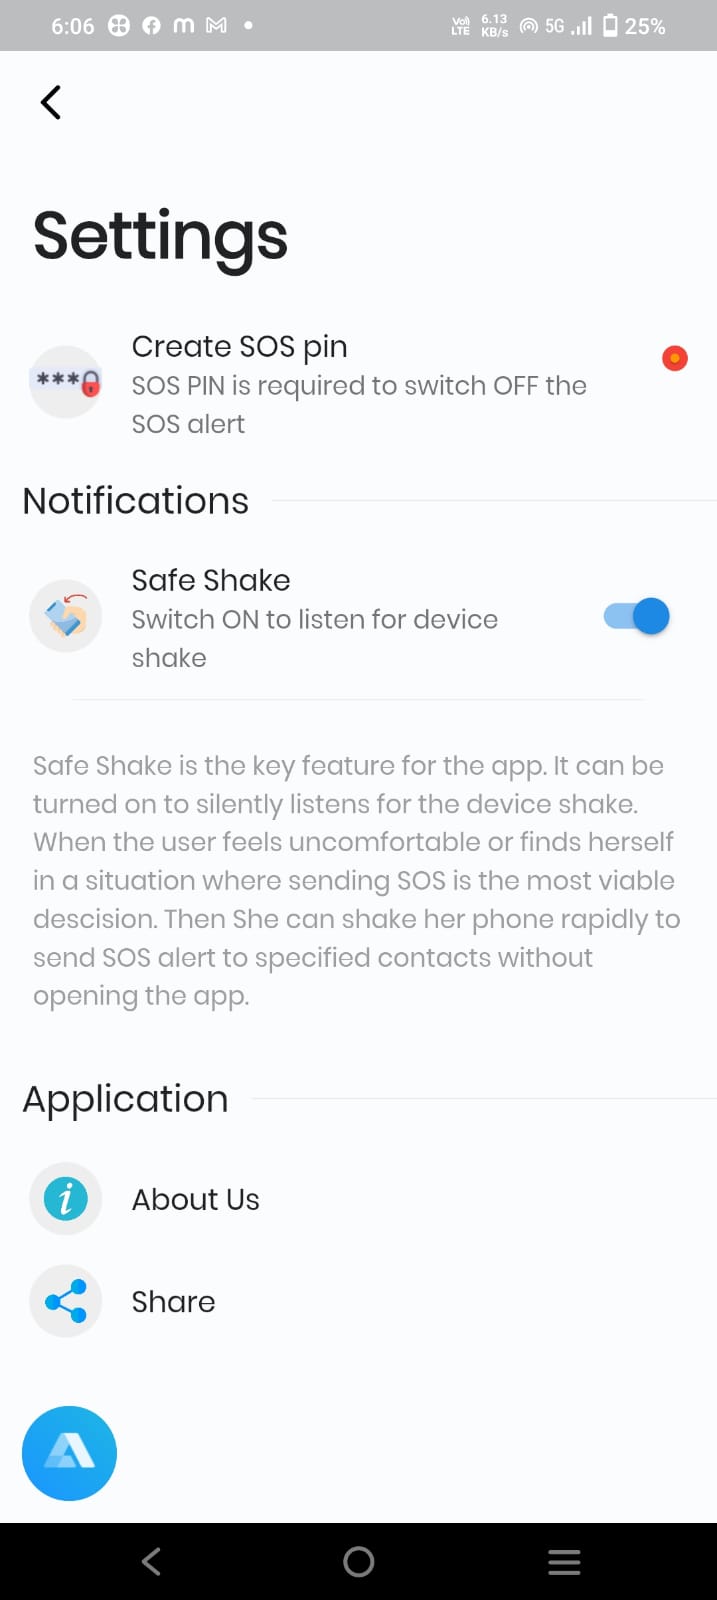 6:06 VoD LTE 6.13 KB/s 5G 25%
Settings
***
Create SOS pin
SOS PIN is required to switch OFF the
SOS alert
Notifications
Safe Shake
Switch ON to listen for device
shake
Safe Shake is the key feature for the app. It can be
turned on to silently listens for the device shake.
When the user feels uncomfortable or finds herself
in a situation where sending SOS is the most viable
descision. Then She can shake her phone rapidly to
send SOS alert to specified contacts without
opening the app.
Application
About Us
Share